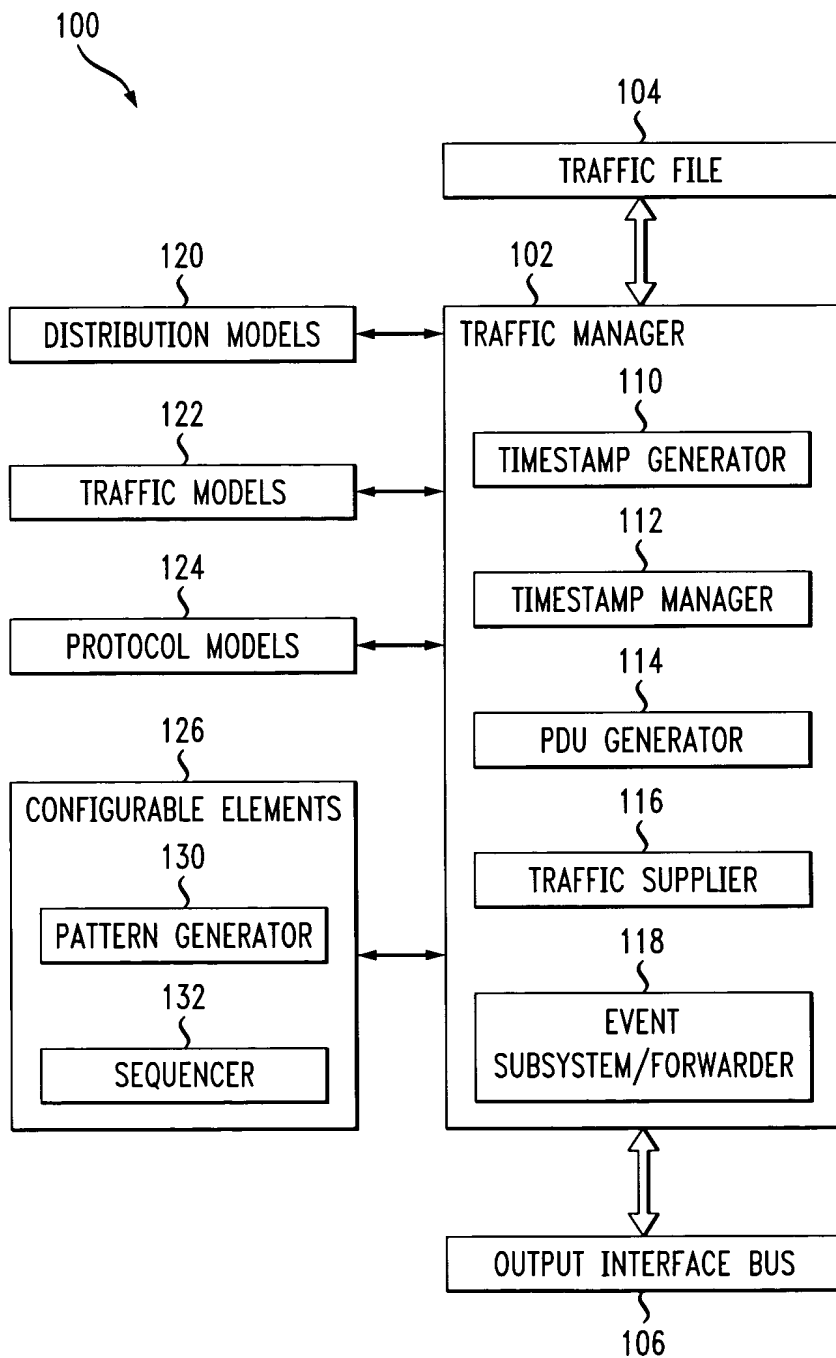 100
104
TRAFFIC FILE
120
DISTRIBUTION MODELS
102
TRAFFIC MANAGER
110
TIMESTAMP GENERATOR
122
TRAFFIC MODELS
112
TIMESTAMP MANAGER
124
PROTOCOL MODELS
114
PDU GENERATOR
126
CONFIGURABLE ELEMENTS
130
PATTERN GENERATOR
132
SEQUENCER
116
TRAFFIC SUPPLIER
118
EVENT
SUBSYSTEM/FORWARDER
OUTPUT INTERFACE BUS
106